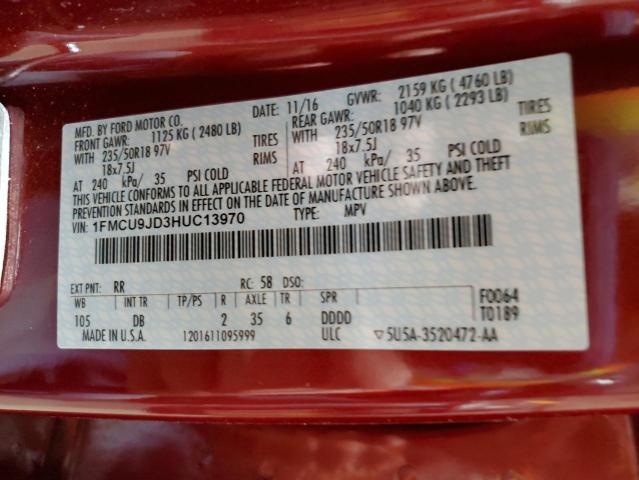 MFD. BY FORD MOTOR CO. DATE: 11/16 GVWR: 2159 KG ( 4760 LB)
FRONT GAWR: 1125 KG ( 2480 LB) REAR GAWR: 1040 KG ( 2293 LB)
WITH 235/50R18 97V TIRES WITH 235/50R18 97V TIRES
18x7.5J RIMS 18x7.5J RIMS
AT 240 kPa/ 35 PSI COLD AT 240 kPa/ 35 PSI COLD
THIS VEHICLE CONFORMS TO ALL APPLICABLE FEDERAL MOTOR VEHICLE SAFETY AND THEFT
PREVENTION STANDARDS IN EFFECT ON THE DATE OF MANUFACTURE SHOWN ABOVE.
VIN: 1FMCU9JD3HUC13970 TYPE: MPV
EXT PNT: RR RC: 58 DSO:
WB INT TR TP/PS R AXLE TR SPR F0064
105 DB 2 35 6 DDDD T0189
MADE IN U.S.A. 1201611095999 ULC ▽5U5A-3520472-AA